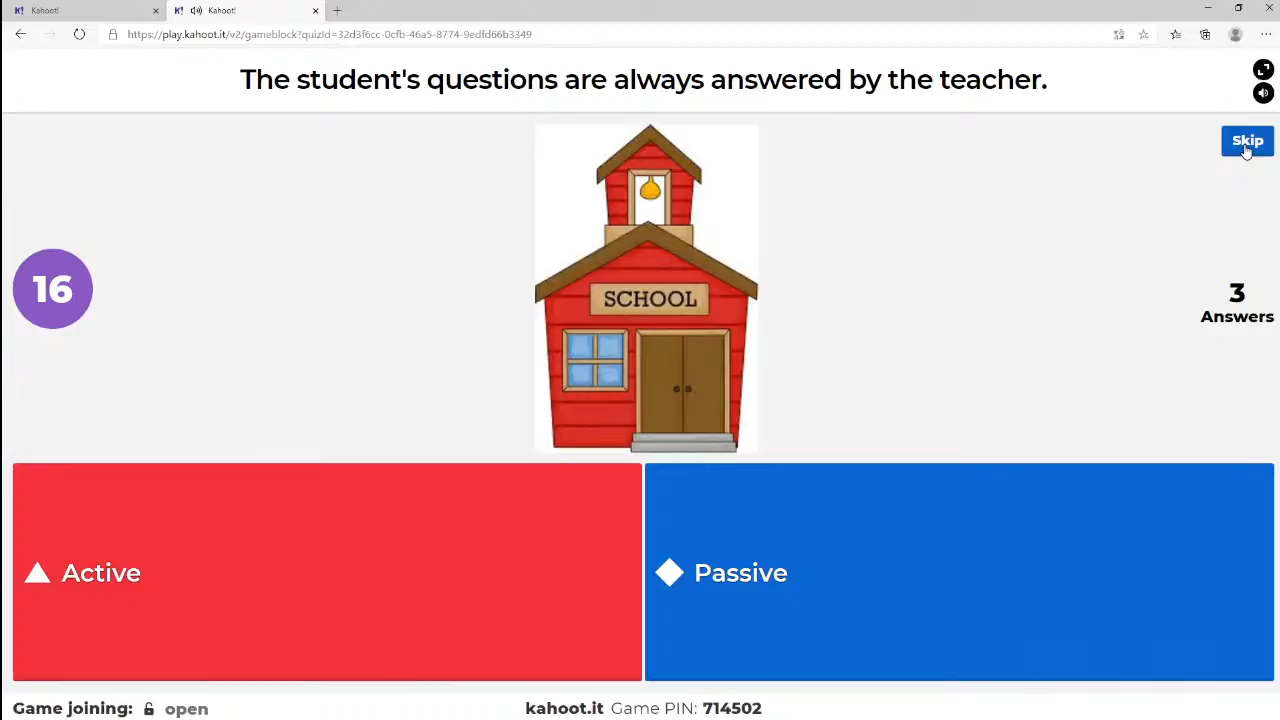 K! Kahoot!
K! Kahoot!
https://play.kahoot.it/v2/gameblock?quizId=32d3f6cc-0cfb-46a5-8774-9edfd66b3349
The student's questions are always answered by the teacher.
Skip
SCHOOL
16
3
Answers
Active
Passive
Game joining: open
kahoot.it Game PIN: 714502